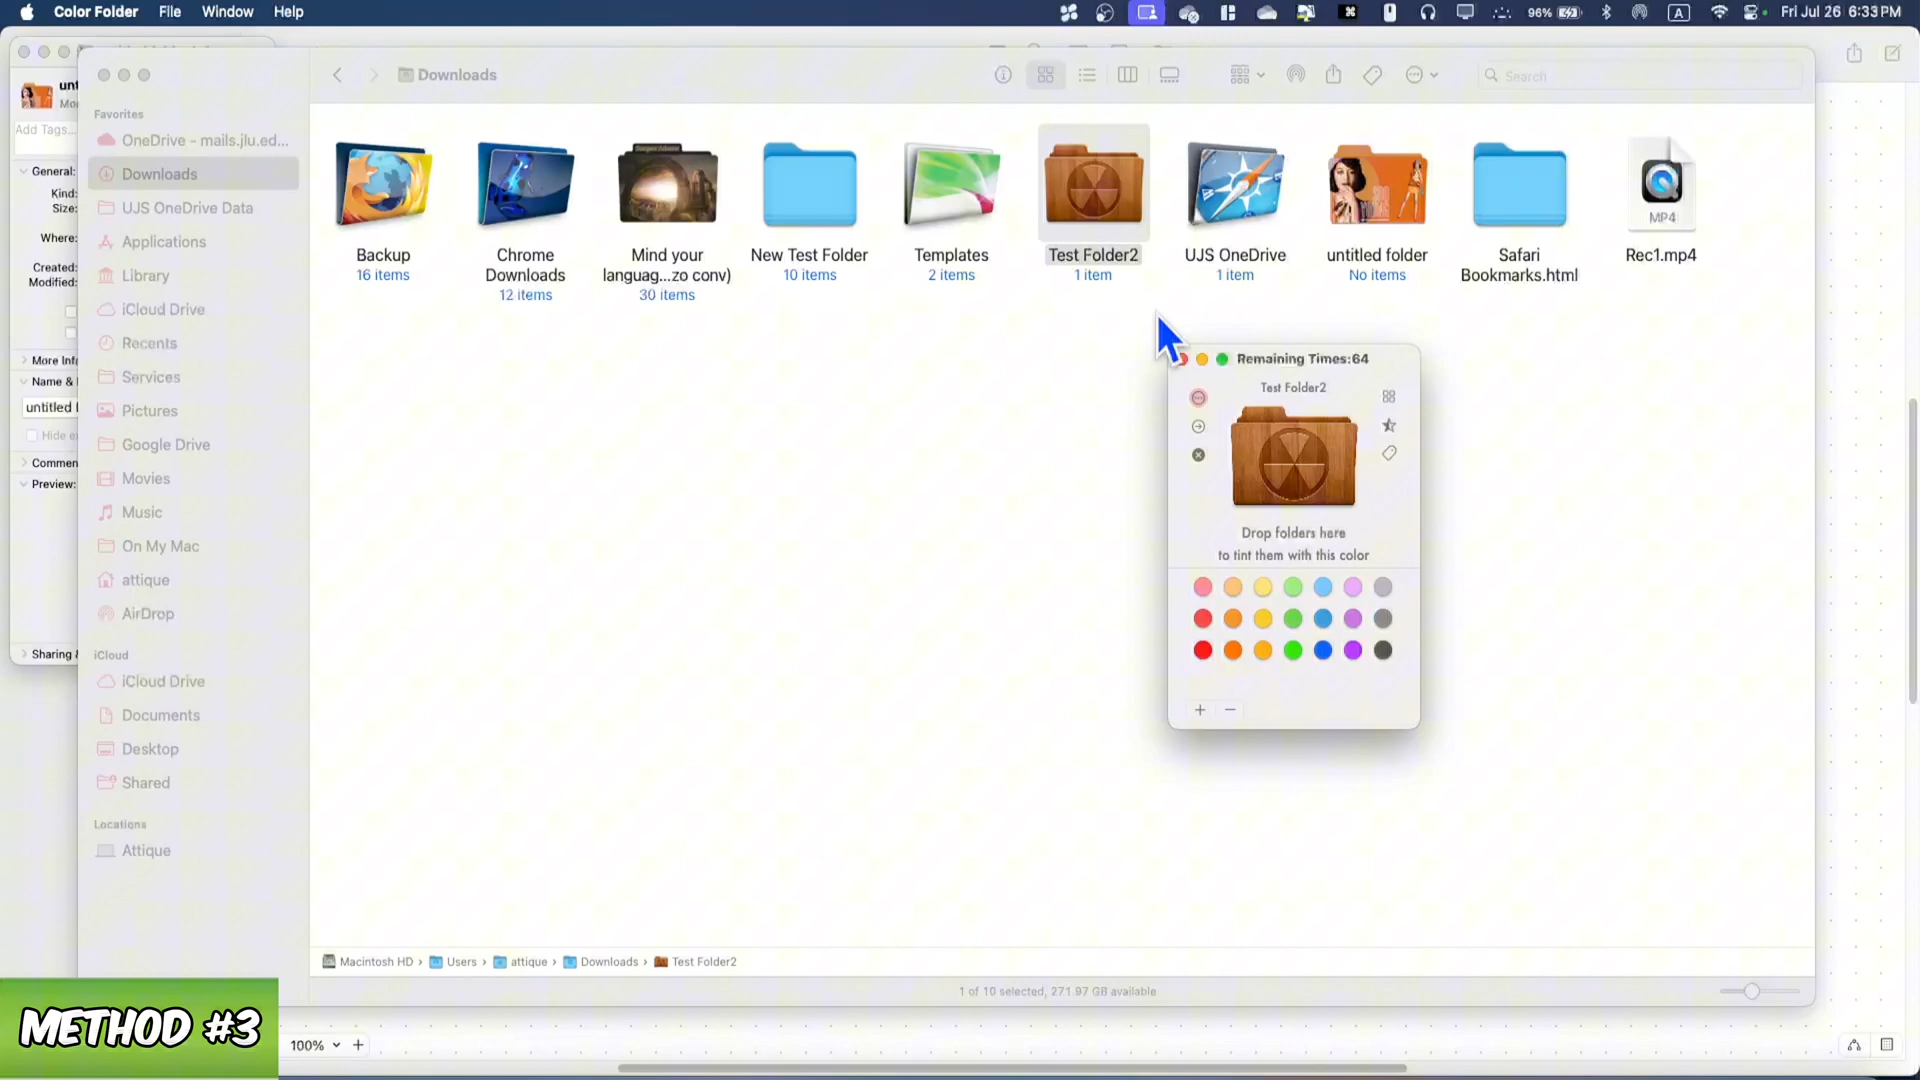 Color Folder File Window Help
96% A Fri Jul 26 6:33 PM
Downloads
Search
Add Tags...
General:
Kind:
Size:
Where:
Created:
Modified:
More Info
Name &
untitled
Hide ex
Commen
Preview:
Sharing &
Favorites
OneDrive - mails.jlu.ed...
Downloads
UJS OneDrive Data
Applications
Library
iCloud Drive
Recents
Services
Pictures
Google Drive
Movies
Music
On My Mac
attique
AirDrop
iCloud
iCloud Drive
Documents
Desktop
Shared
Locations
Attique
Backup
16 items
Chrome
Downloads
12 items
Mind your
languag...zo conv)
30 items
New Test Folder
10 items
Templates
2 items
Test Folder2
1 item
UJS OneDrive
1 item
untitled folder
No items
Safari
Bookmarks.html
MP4
Rec1.mp4
Remaining Times:64
Test Folder2
Drop folders here
to tint them with this color
+ −
Macintosh HD › Users › attique › Downloads › Test Folder2
1 of 10 selected, 271.97 GB available
METHOD #3
100% +